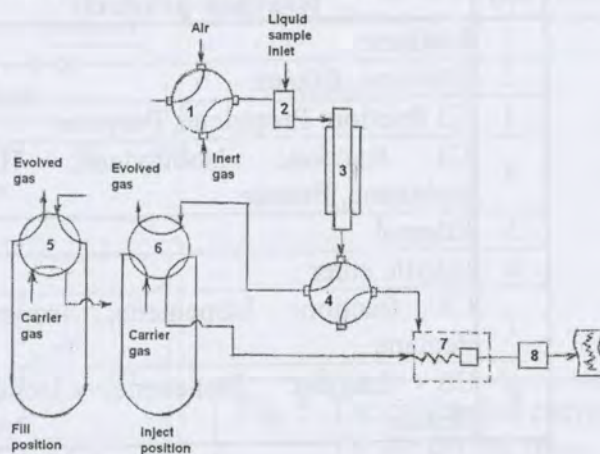 Air
Liquid
sample
inlet
1
2
Inert
gas
3
Evolved
gas
Evolved
gas
5
6
4
Carrier
gas
Carrier
gas
7
8
Fill
position
Inject
position